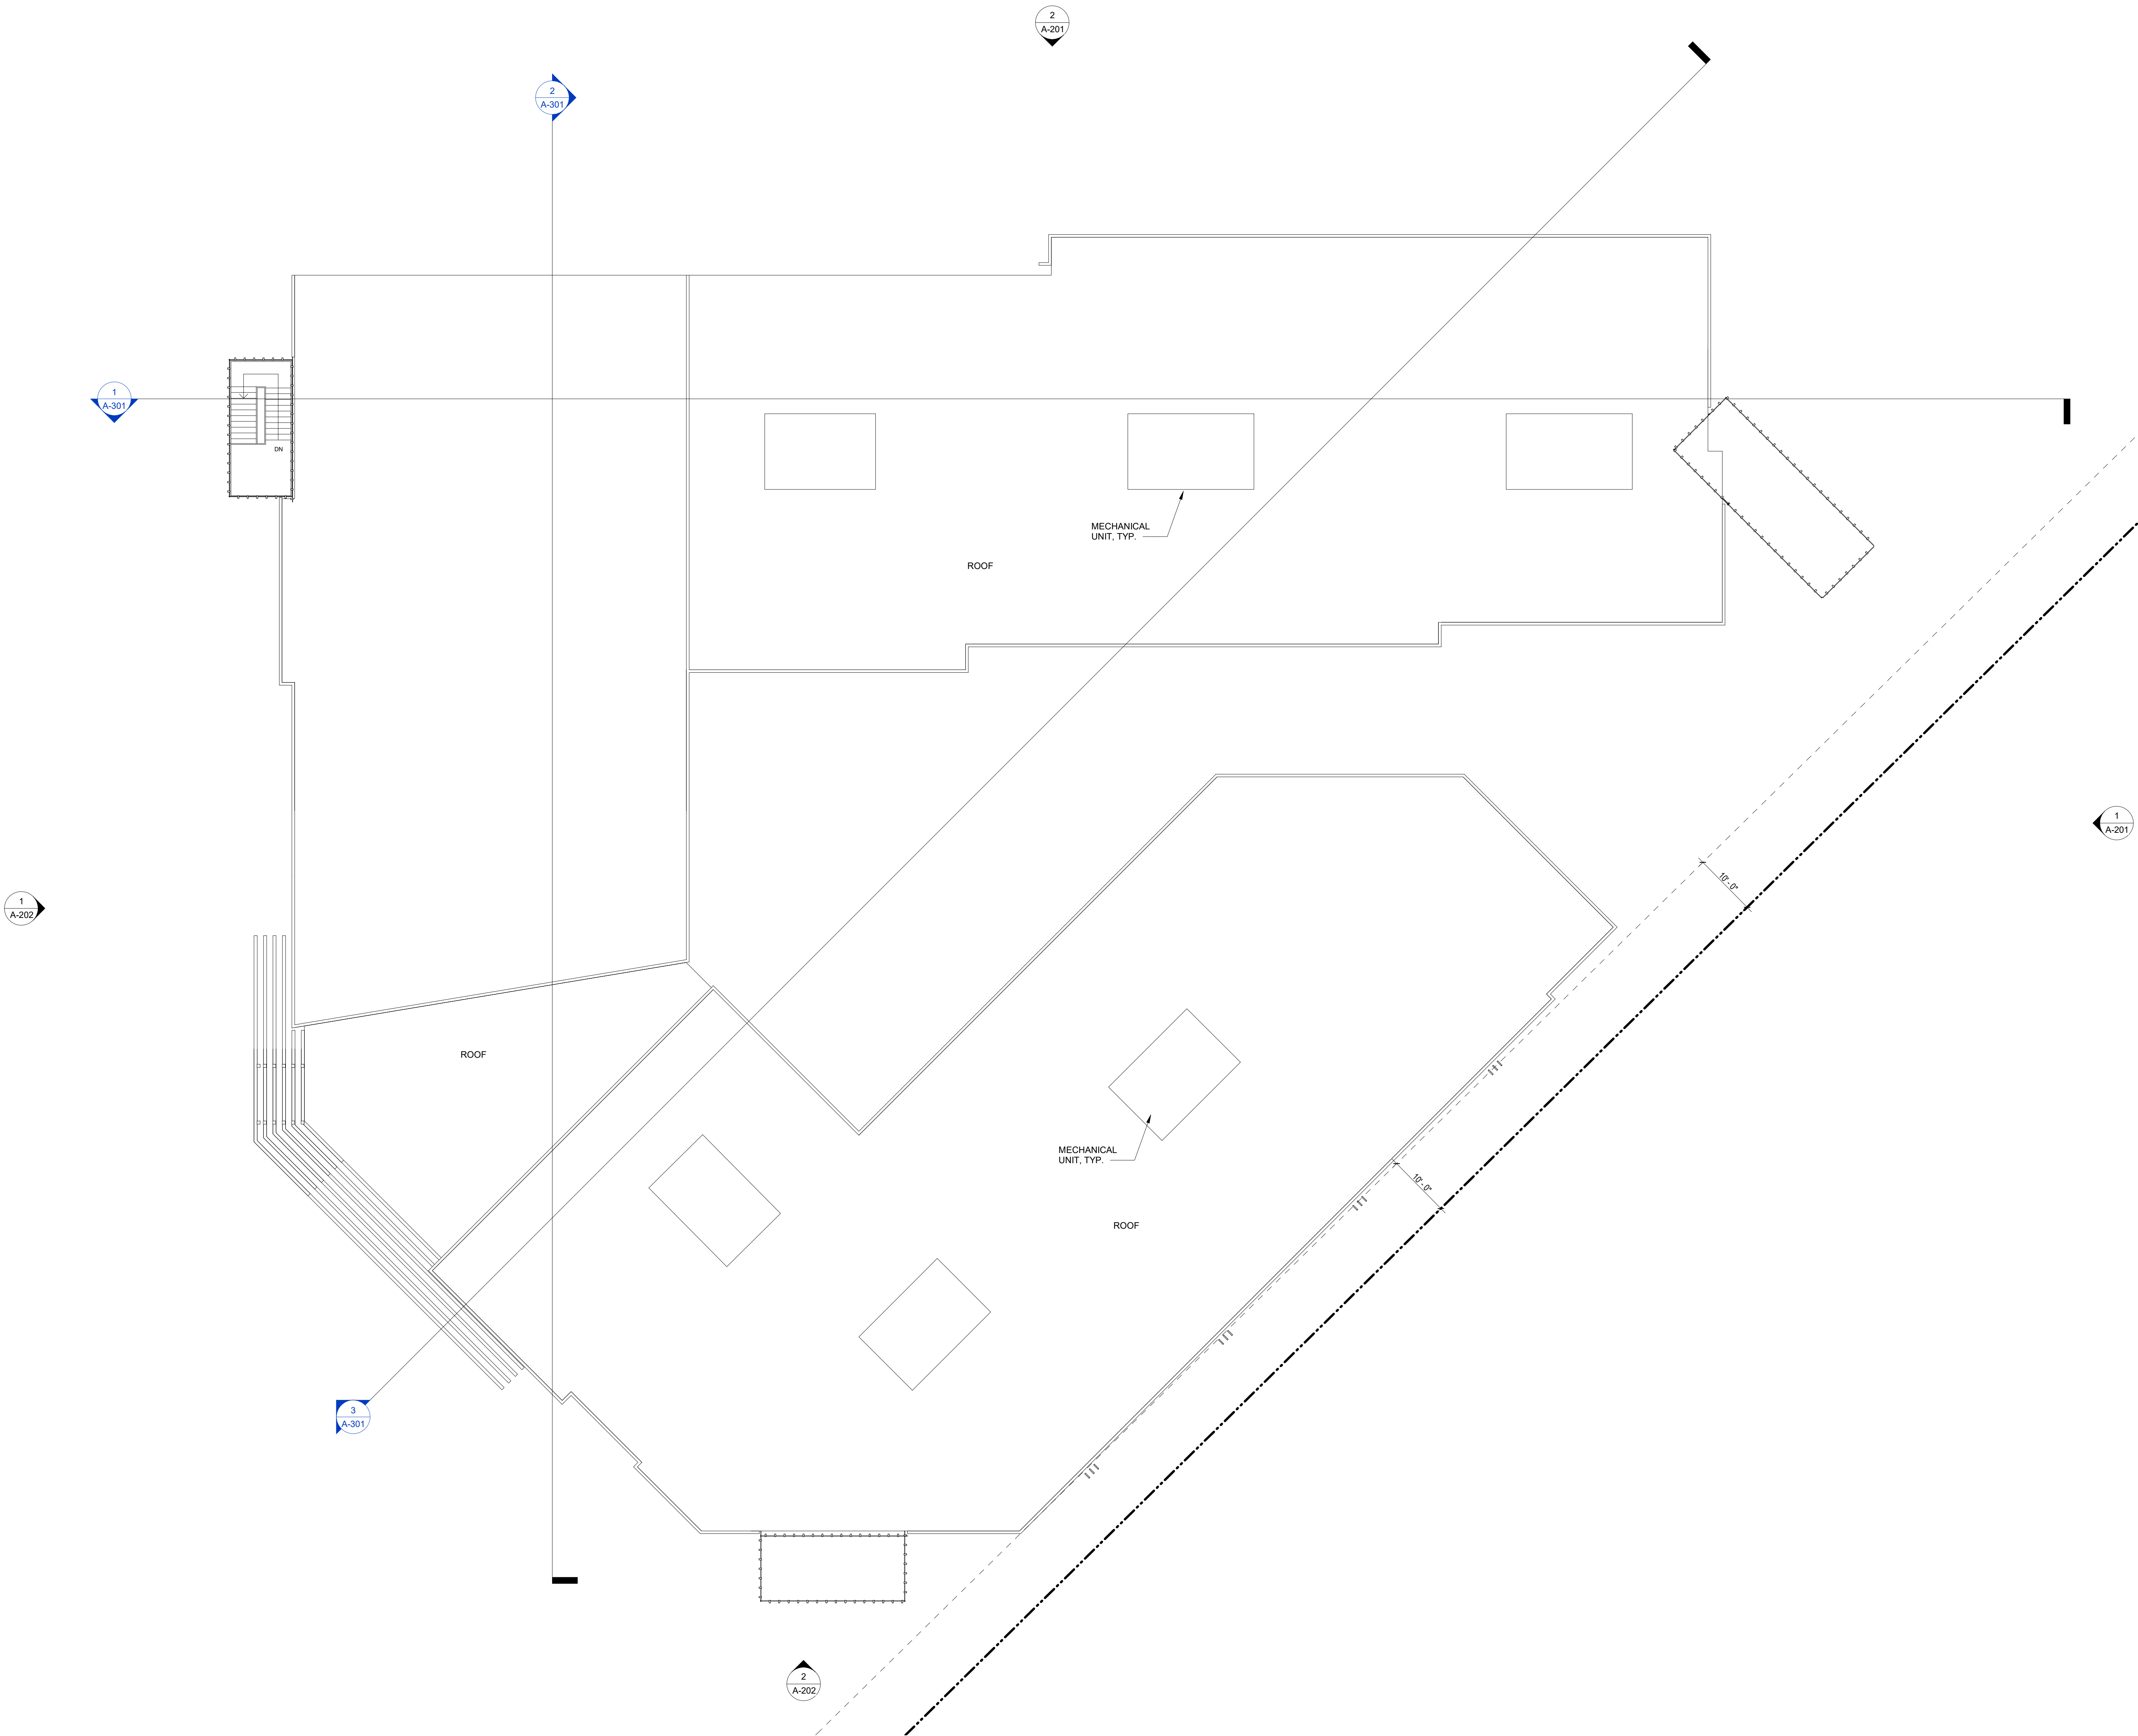 2
A-201
2
A-301
1
A-301
DN
MECHANICAL
UNIT, TYP.
ROOF
1
A-201
10' - 0"
1
A-202
ROOF
MECHANICAL
UNIT, TYP.
10' - 0"
ROOF
3
A-301
2
A-202